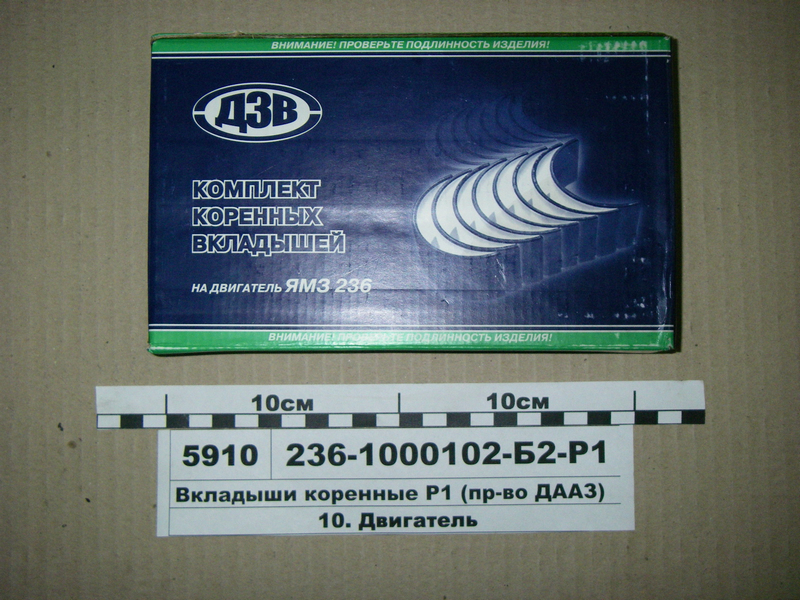 ВНИМАНИЕ! ПРОВЕРЬТЕ ПОДЛИННОСТЬ ИЗДЕЛИЯ!
ДЗВ
КОМПЛЕКТ
КОРЕННЫХ
ВКЛАДЫШЕЙ
НА ДВИГАТЕЛЬ ЯМЗ 236
ВНИМАНИЕ! ПРОВЕРЬТЕ ПОДЛИННОСТЬ ИЗДЕЛИЯ!
10см 10см
5910 236-1000102-Б2-Р1
Вкладыши коренные Р1 (пр-во ДААЗ)
10. Двигатель